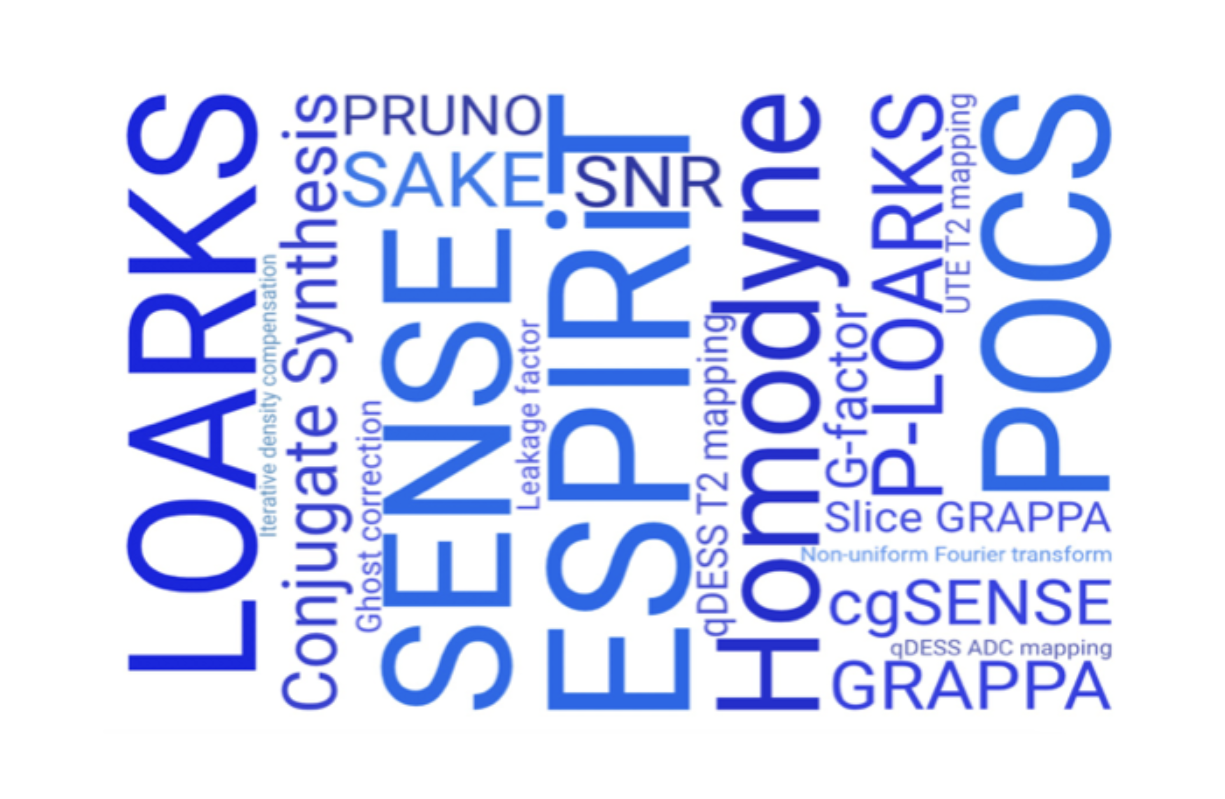 LOARKS
Iterative density compensation
Conjugate Synthesis
PRUNO
SAKE
Ghost correction
SENSE
Leakage factor
ESPIRiT
SNR
qDESS T2 mapping
Homodyne
G-factor
P-LOARKS
UTE T2 mapping
POCS
Slice GRAPPA
Non-uniform Fourier transform
cgSENSE
qDESS ADC mapping
GRAPPA